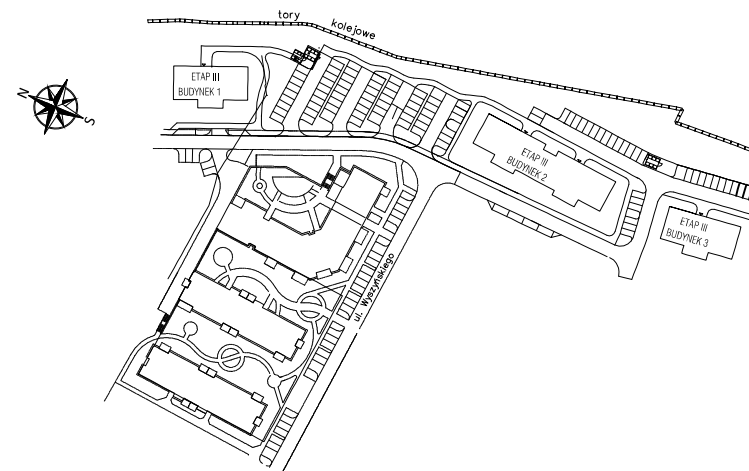 tory kolejowe
ETAP III
BUDYNEK 1
N
S
ETAP III
BUDYNEK 2
ETAP III
BUDYNEK 3
ul. Wyszyńskiego